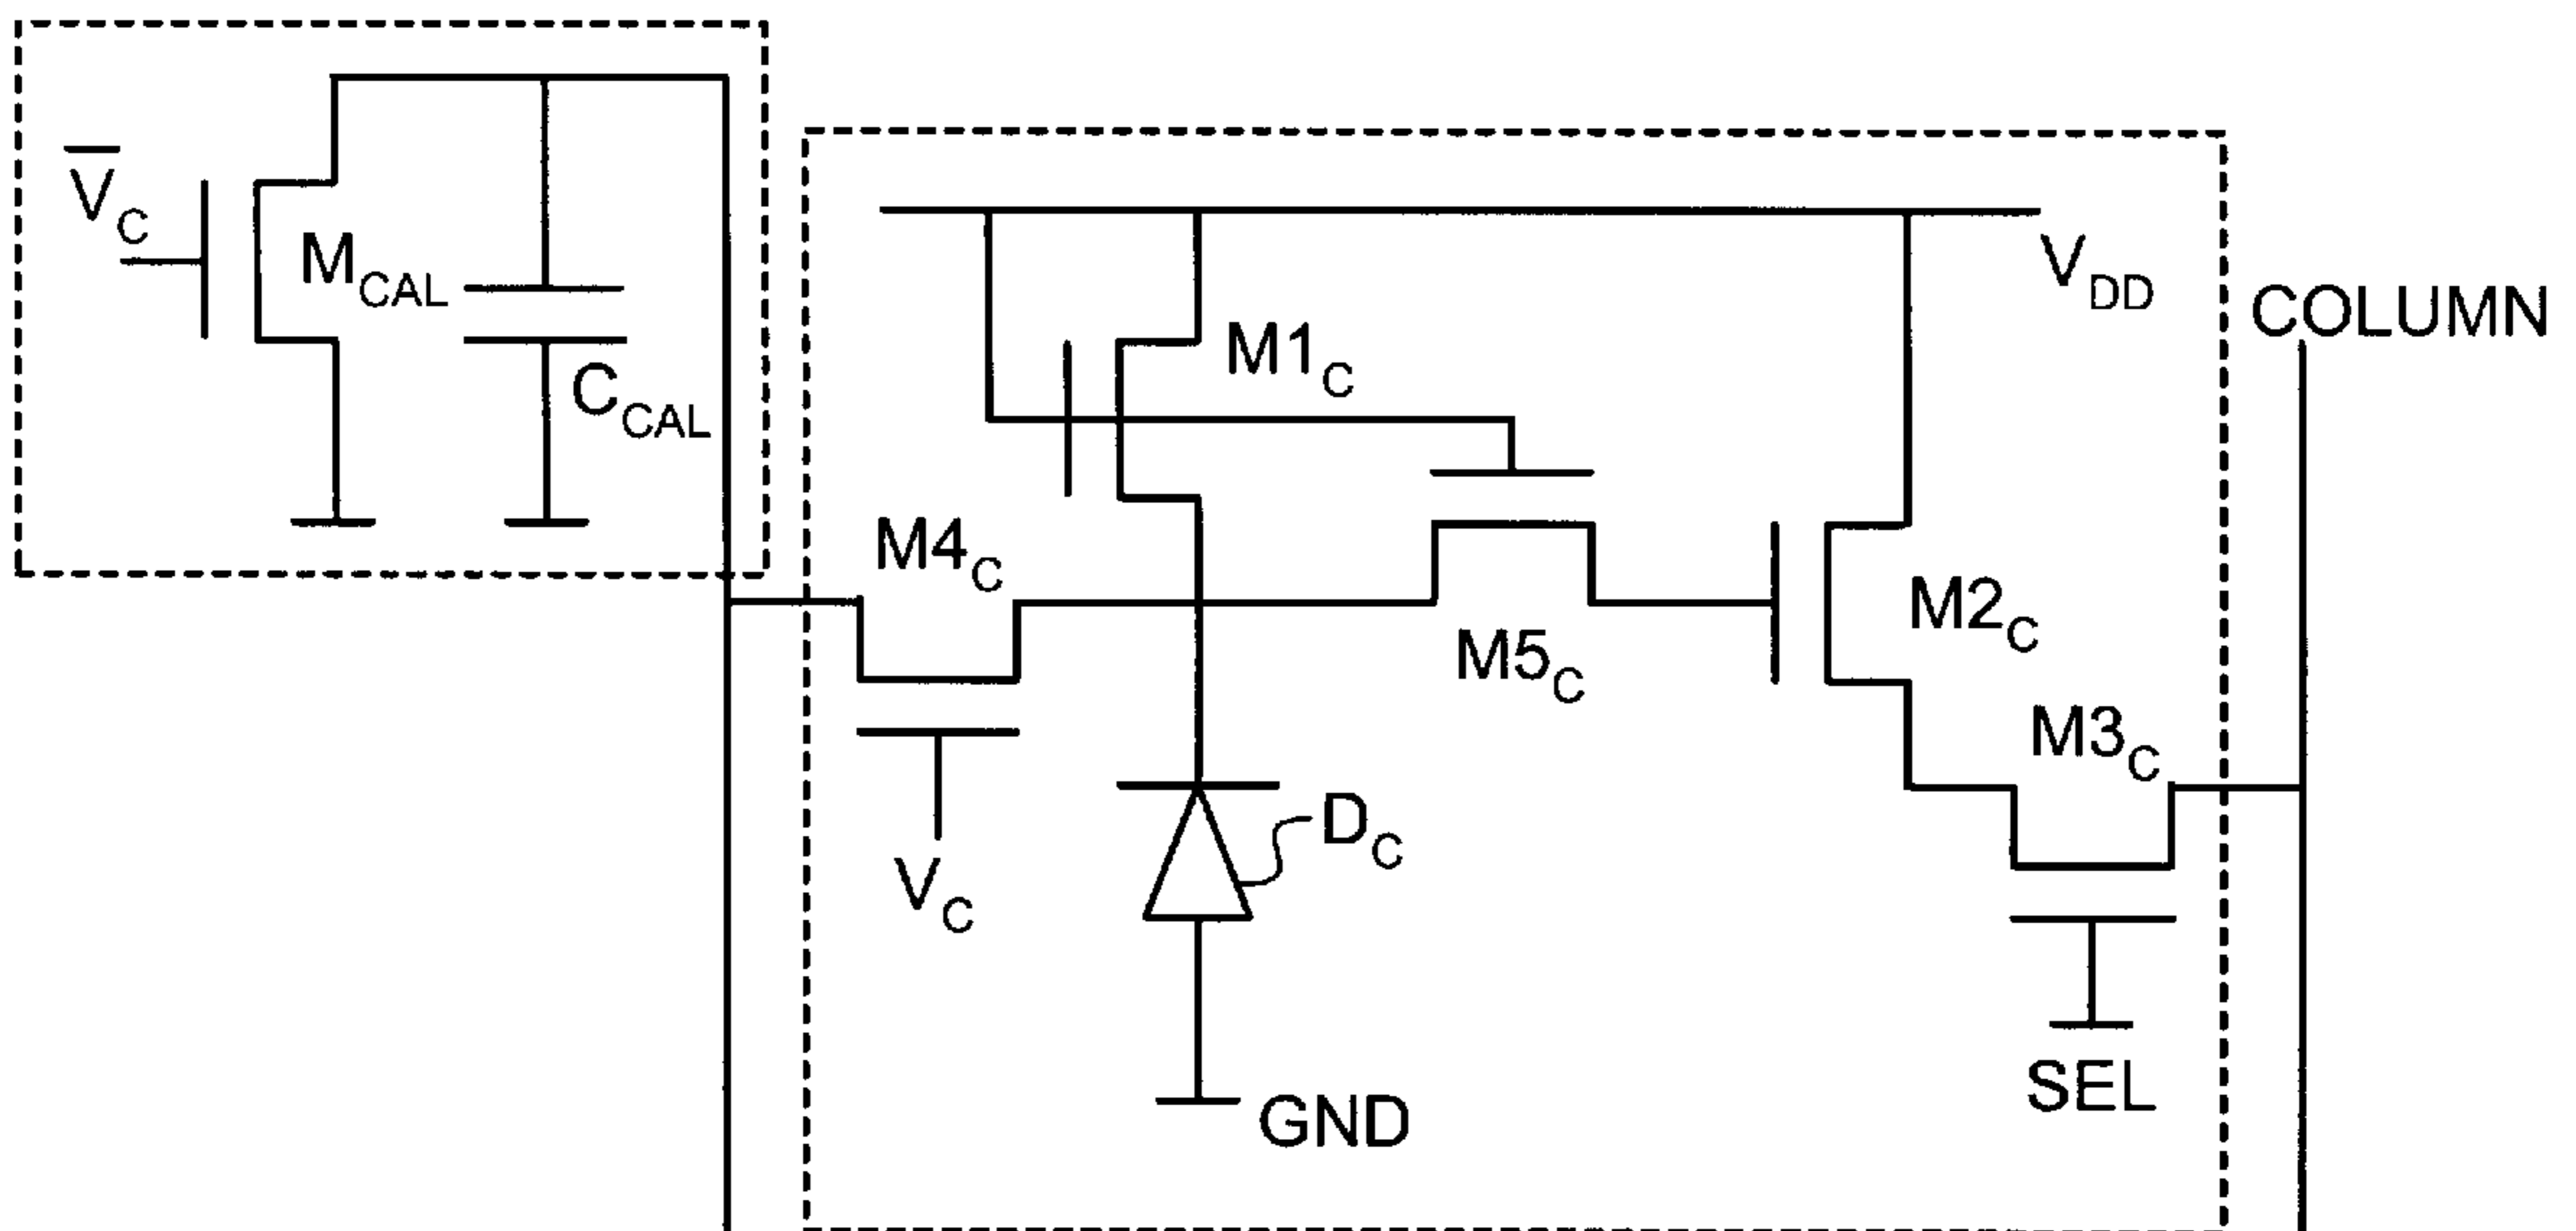 V̅C
MCAL
CCAL
VDD
COLUMN
M1C
M4C
M5C
M2C
M3C
VC
DC
SEL
GND